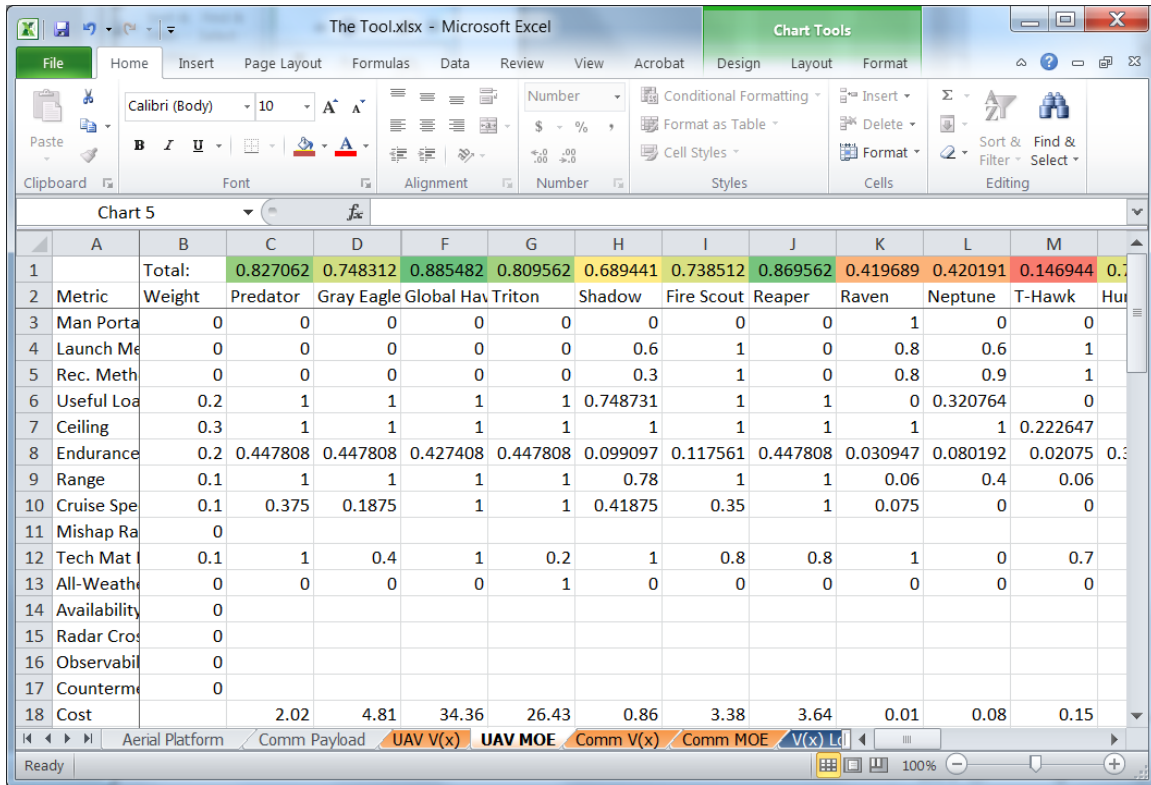 The Tool.xlsx - Microsoft Excel Chart Tools
File Home Insert Page Layout Formulas Data Review View Acrobat Design Layout Format
Calibri (Body) 10 Number Conditional Formatting Insert
Paste B I U $ % , Format as Table Delete Sort & Find &
Cell Styles Format Filter Select
Clipboard Font Alignment Number Styles Cells Editing
Chart 5 fx
A B C D F G H I J K L M
1 Total: 0.827062 0.748312 0.885482 0.809562 0.689441 0.738512 0.869562 0.419689 0.420191 0.146944 0.7
2 Metric Weight Predator Gray Eagle Global Hav Triton Shadow Fire Scout Reaper Raven Neptune T-Hawk Hur
3 Man Porta 0 0 0 0 0 0 0 0 1 0 0
4 Launch Me 0 0 0 0 0 0.6 1 0 0.8 0.6 1
5 Rec. Meth 0 0 0 0 0 0.3 1 0 0.8 0.9 1
6 Useful Loa 0.2 1 1 1 1 0.748731 1 1 0 0.320764 0
7 Ceiling 0.3 1 1 1 1 1 1 1 1 1 0.222647
8 Endurance 0.2 0.447808 0.447808 0.427408 0.447808 0.099097 0.117561 0.447808 0.030947 0.080192 0.02075 0.3
9 Range 0.1 1 1 1 1 0.78 1 1 0.06 0.4 0.06
10 Cruise Spe 0.1 0.375 0.1875 1 1 0.41875 0.35 1 0.075 0 0
11 Mishap Ra 0
12 Tech Mat 0.1 1 0.4 1 0.2 1 0.8 0.8 1 0 0.7
13 All-Weathe 0 0 0 0 1 0 0 0 0 0 0
14 Availability 0
15 Radar Cros 0
16 Observabil 0
17 Counterme 0
18 Cost 2.02 4.81 34.36 26.43 0.86 3.38 3.64 0.01 0.08 0.15
Aerial Platform Comm Payload UAV V(x) UAV MOE Comm V(x) Comm MOE V(x) Lo
Ready 100%